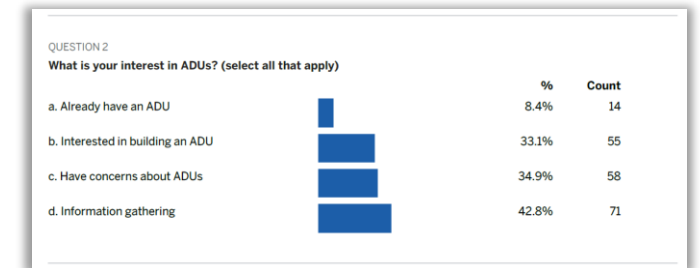 QUESTION 2
What is your interest in ADUs? (select all that apply)
% Count
a. Already have an ADU 8.4% 14
b. Interested in building an ADU 33.1% 55
c. Have concerns about ADUs 34.9% 58
d. Information gathering 42.8% 71